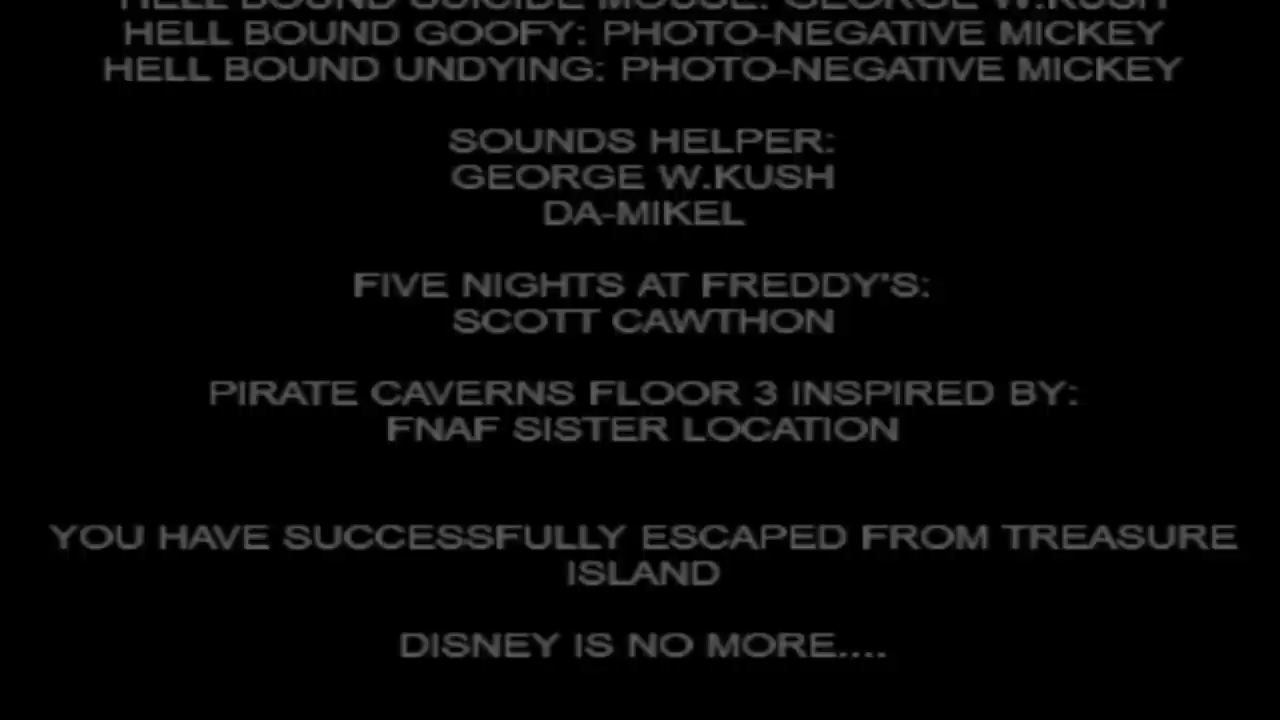 HELL BOUND SUICIDE MOUSE: GEORGE W.KUSH
HELL BOUND GOOFY: PHOTO-NEGATIVE MICKEY
HELL BOUND UNDYING: PHOTO-NEGATIVE MICKEY
SOUNDS HELPER:
GEORGE W.KUSH
DA-MIKEL
FIVE NIGHTS AT FREDDY'S:
SCOTT CAWTHON
PIRATE CAVERNS FLOOR 3 INSPIRED BY:
FNAF SISTER LOCATION
YOU HAVE SUCCESSFULLY ESCAPED FROM TREASURE
ISLAND
DISNEY IS NO MORE....